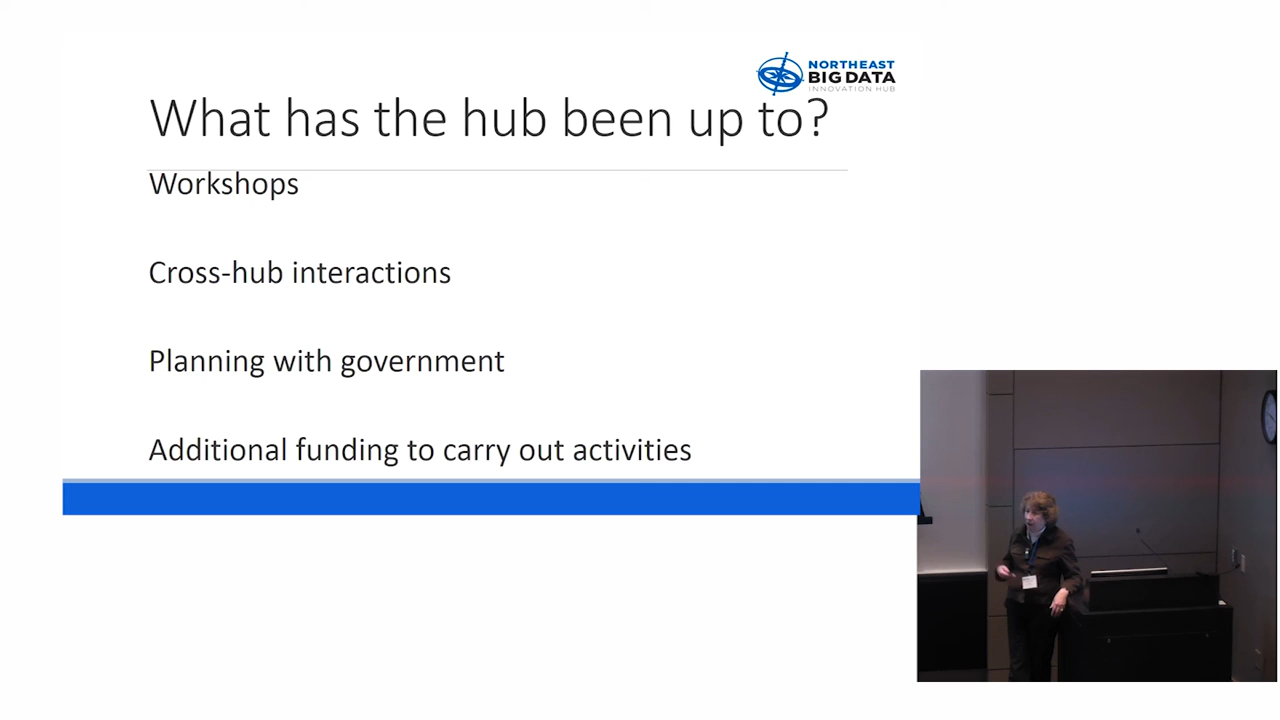 NORTHEAST
BIG DATA
INNOVATION HUB
What has the hub been up to?
Workshops
Cross-hub interactions
Planning with government
Additional funding to carry out activities